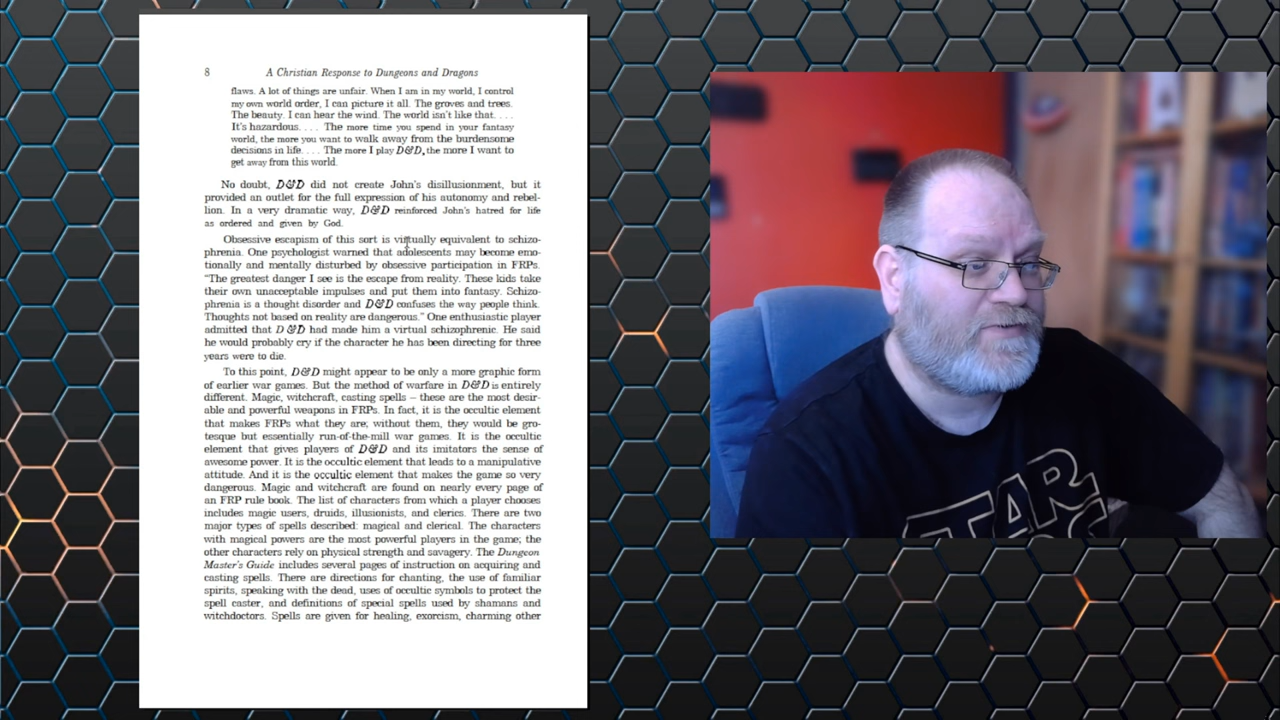 8 A Christian Response to Dungeons and Dragons
flaws. A lot of things are unfair. When I am in my world, I control
my own world order, I can picture it all. The groves and trees.
The beauty. I can hear the wind. The world isn't like that. . . .
It's hazardous. . . . The more time you spend in your fantasy
world, the more you want to walk away from the burdensome
decisions in life. . . . The more I play D&D, the more I want to
get away from this world.
No doubt, D&D did not create John's disillusionment, but it
provided an outlet for the full expression of his autonomy and rebel-
lion. In a very dramatic way, D&D reinforced John's hatred for life
as ordered and given by God.
Obsessive escapism of this sort is virtually equivalent to schizo-
phrenia. One psychologist warned that adolescents may become emo-
tionally and mentally disturbed by obsessive participation in FRPs.
"The greatest danger I see is the escape from reality. These kids take
their own unacceptable impulses and put them into fantasy. Schizo-
phrenia is a thought disorder and D&D confuses the way people think.
Thoughts not based on reality are dangerous." One enthusiastic player
admitted that D&D had made him a virtual schizophrenic. He said
he would probably cry if the character he has been directing for three
years were to die.
To this point, D&D might appear to be only a more graphic form
of earlier war games. But the method of warfare in D&D is entirely
different. Magic, witchcraft, casting spells – these are the most desir-
able and powerful weapons in FRPs. In fact, it is the occultic element
that makes FRPs what they are; without them, they would be gro-
tesque but essentially run-of-the-mill war games. It is the occultic
element that gives players of D&D and its imitators the sense of
awesome power. It is the occultic element that leads to a manipulative
attitude. And it is the occultic element that makes the game so very
dangerous. Magic and witchcraft are found on nearly every page of
an FRP rule book. The list of characters from which a player chooses
includes magic users, druids, illusionists, and clerics. There are two
major types of spells described: magical and clerical. The characters
with magical powers are the most powerful players in the game; the
other characters rely on physical strength and savagery. The Dungeon
Master's Guide includes several pages of instruction on acquiring and
casting spells. There are directions for chanting, the use of familiar
spirits, speaking with the dead, uses of occultic symbols to protect the
spell caster, and definitions of special spells used by shamans and
witchdoctors. Spells are given for healing, exorcism, charming other
STAR